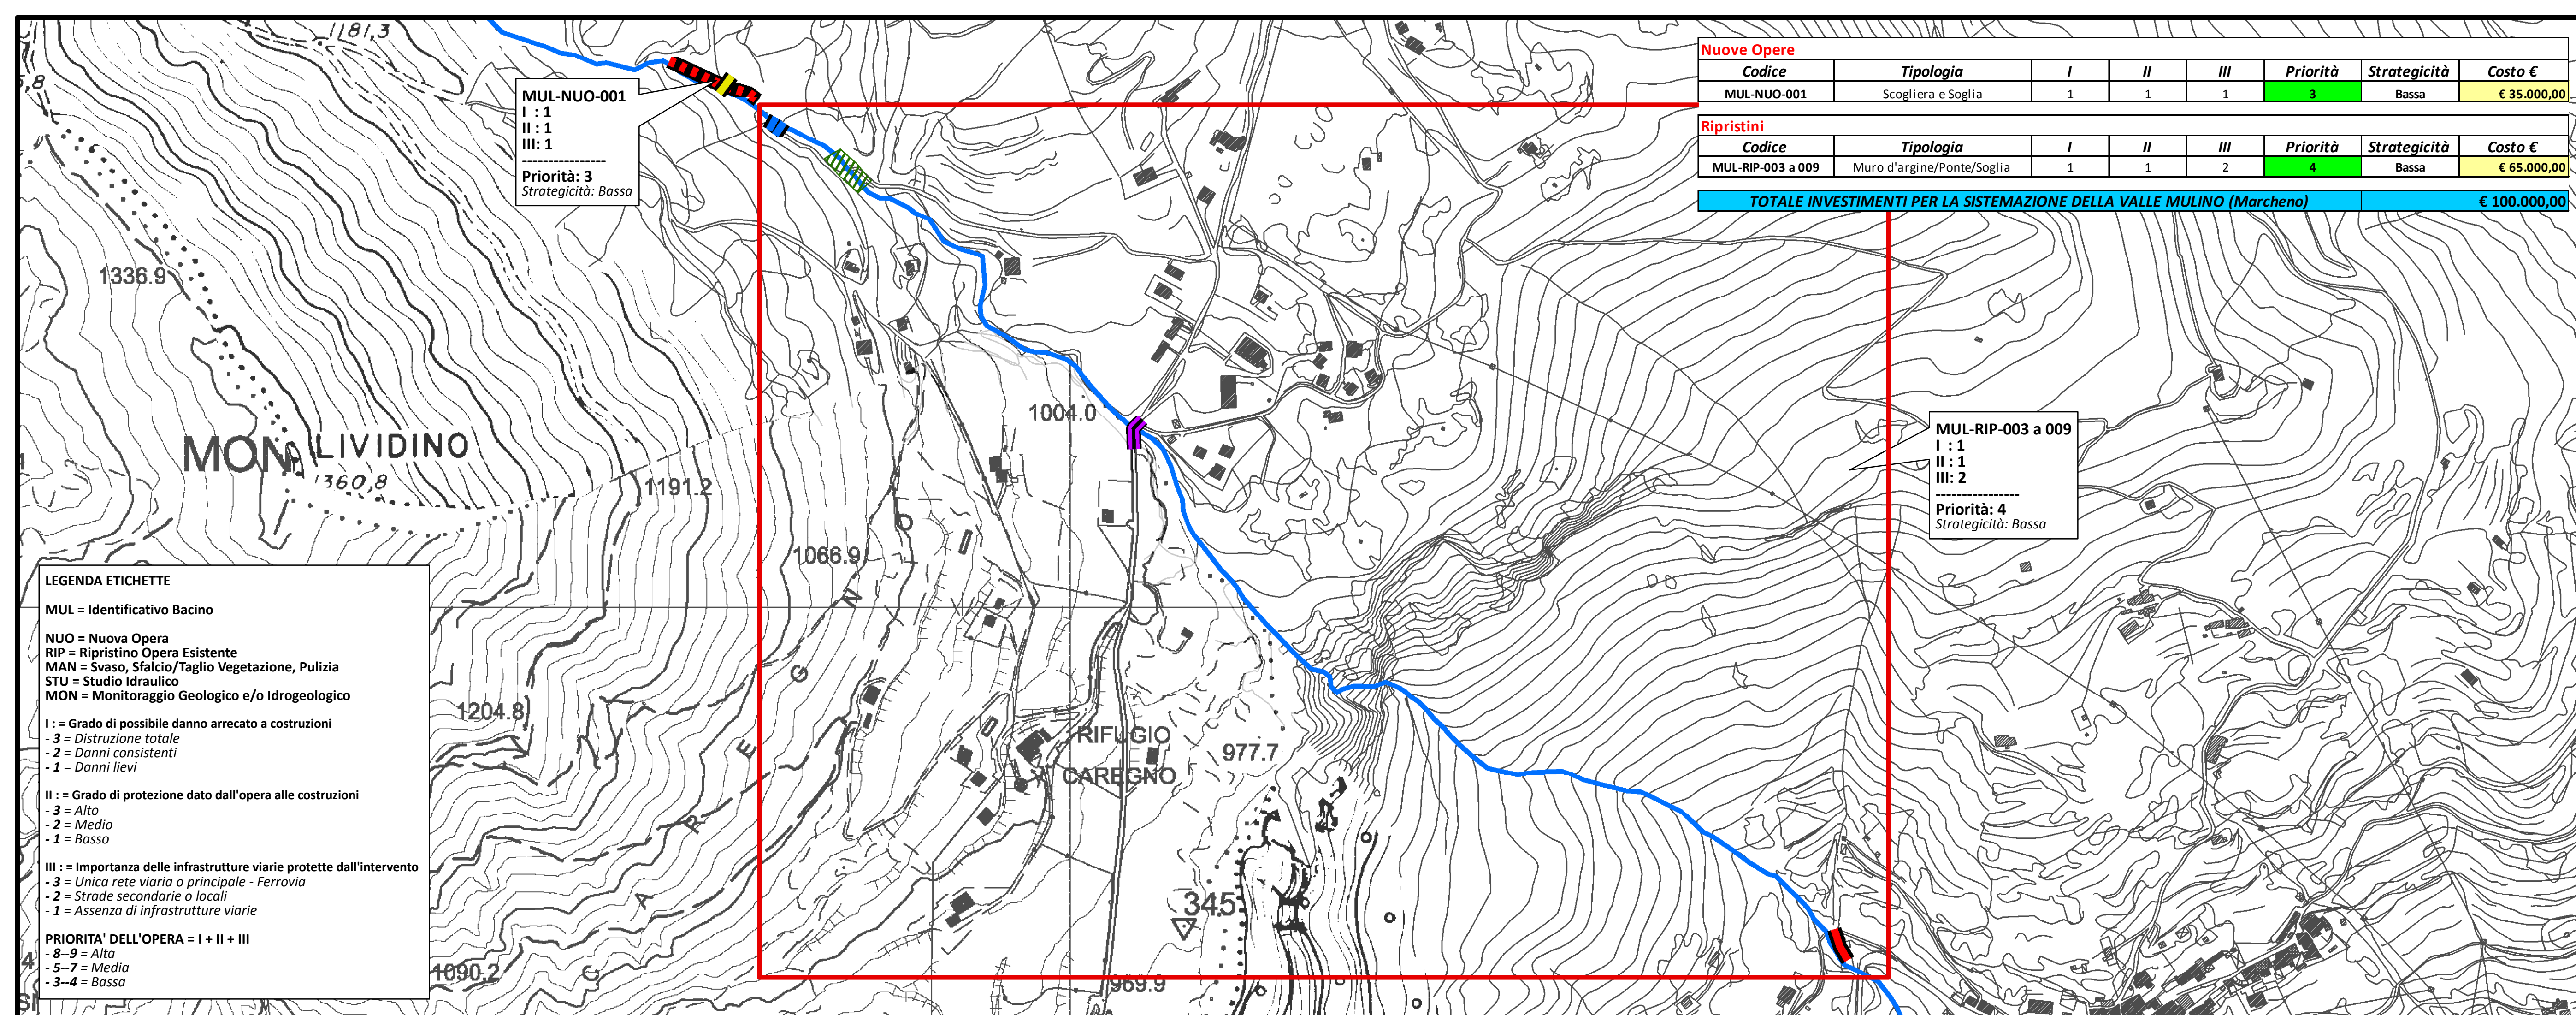 1181,3
5,8
MUL-NUO-001
I : 1
II : 1
III: 1
----------------
Priorità: 3
Strategicità: Bassa
Nuove Opere
Codice Tipologia I II III Priorità Strategicità Costo €
MUL-NUO-001 Scogliera e Soglia 1 1 1 3 Bassa € 35.000,00
Ripristini
Codice Tipologia I II III Priorità Strategicità Costo €
MUL-RIP-003 a 009 Muro d'argine/Ponte/Soglia 1 1 2 4 Bassa € 65.000,00
TOTALE INVESTIMENTI PER LA SISTEMAZIONE DELLA VALLE MULINO (Marcheno) € 100.000,00
1336.9
1004.0
MON LIVIDINO
1360,8
1191.2
1066.9
MUL-RIP-003 a 009
I : 1
II : 1
III: 2
----------------
Priorità: 4
Strategicità: Bassa
CAREGNO
1204.8
RIFUGIO
CAREGNO
977.7
345
1090.2
969.9
LEGENDA ETICHETTE
MUL = Identificativo Bacino
NUO = Nuova Opera
RIP = Ripristino Opera Esistente
MAN = Svaso, Sfalcio/Taglio Vegetazione, Pulizia
STU = Studio Idraulico
MON = Monitoraggio Geologico e/o Idrogeologico
I : = Grado di possibile danno arrecato a costruzioni
- 3 = Distruzione totale
- 2 = Danni consistenti
- 1 = Danni lievi
II : = Grado di protezione dato dall'opera alle costruzioni
- 3 = Alto
- 2 = Medio
- 1 = Basso
III : = Importanza delle infrastrutture viarie protette dall'intervento
- 3 = Unica rete viaria o principale - Ferrovia
- 2 = Strade secondarie o locali
- 1 = Assenza di infrastrutture viarie
PRIORITA' DELL'OPERA = I + II + III
- 8--9 = Alta
- 5--7 = Media
- 3--4 = Bassa